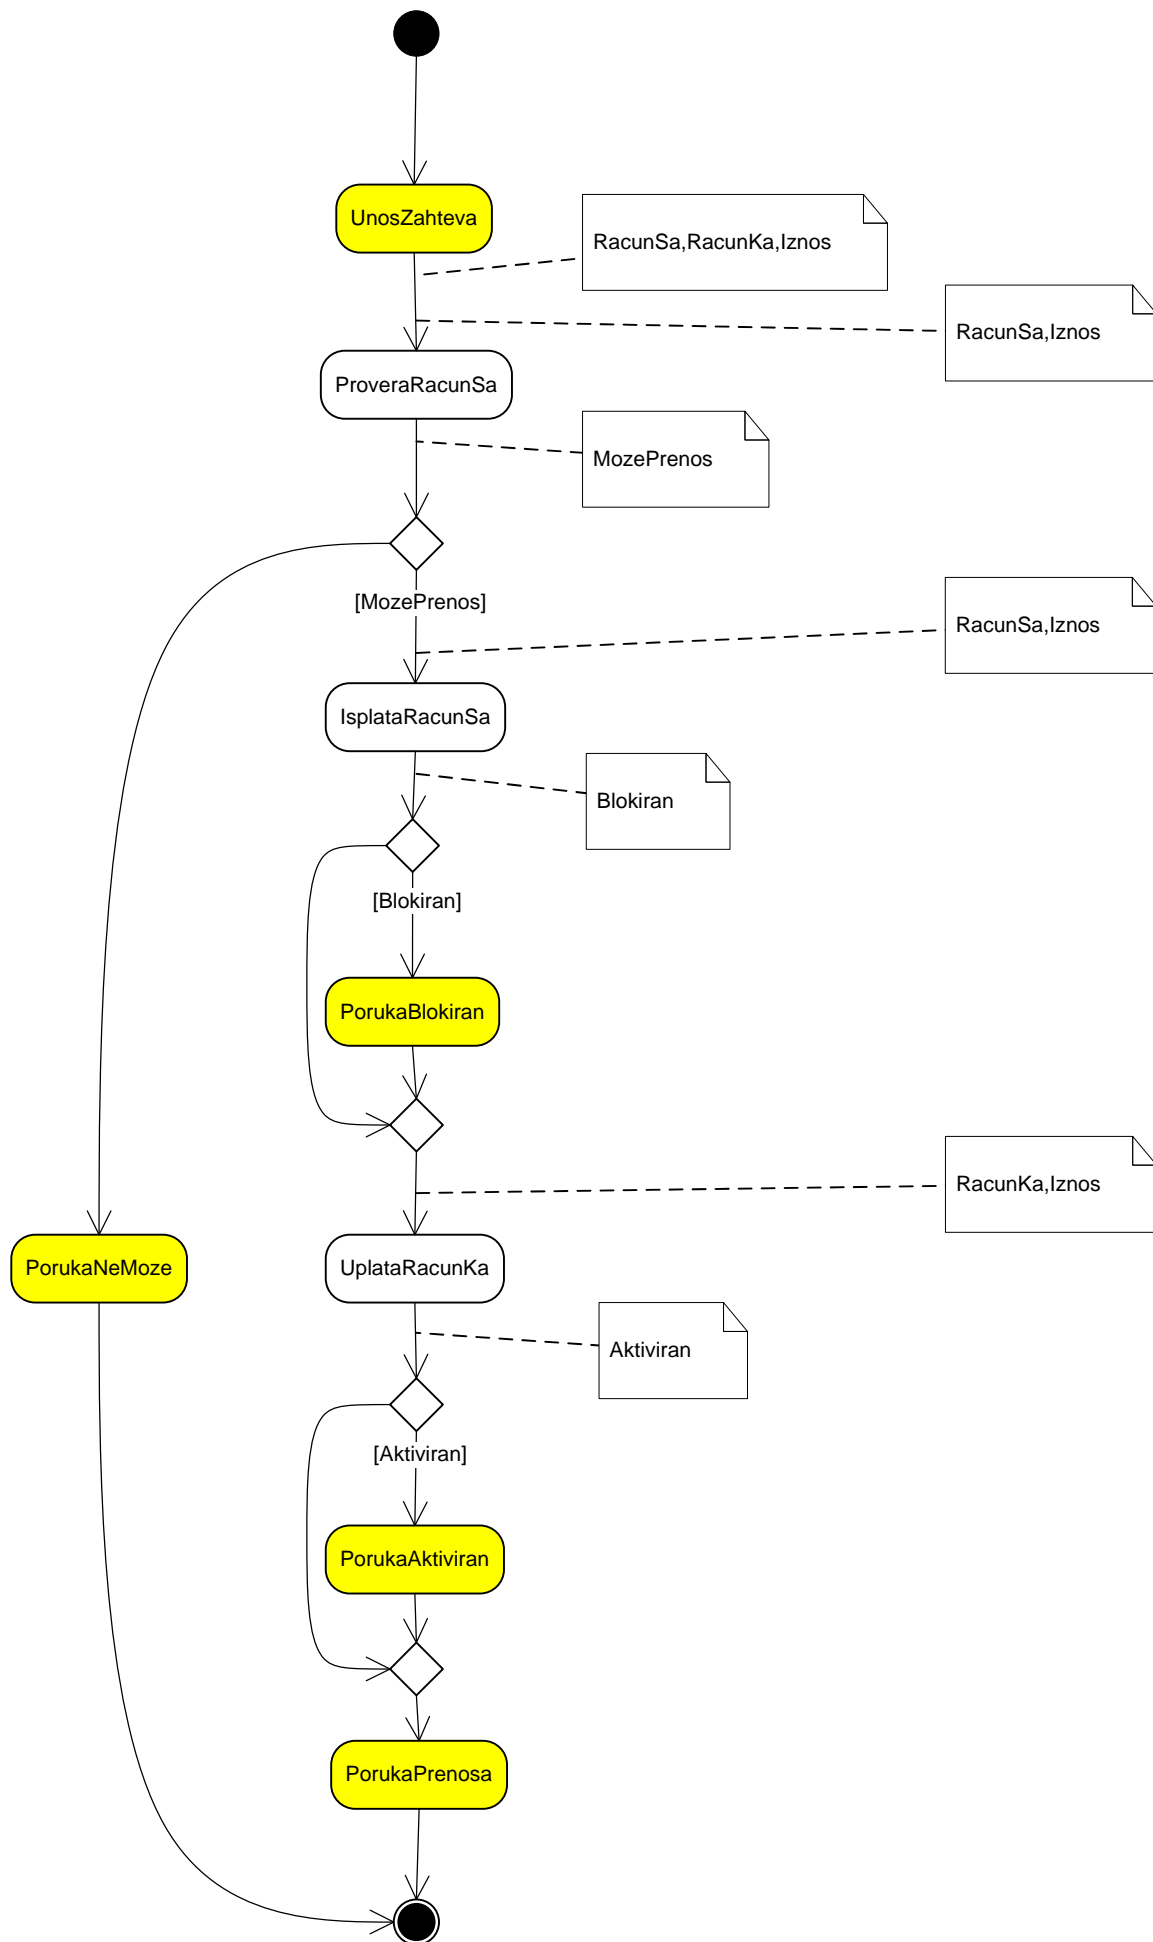 UnosZahteva
RacunSa,RacunKa,Iznos
RacunSa,Iznos
ProveraRacunSa
MozePrenos
[MozePrenos]
RacunSa,Iznos
IsplataRacunSa
Blokiran
[Blokiran]
PorukaBlokiran
RacunKa,Iznos
PorukaNeMoze
UplataRacunKa
Aktiviran
[Aktiviran]
PorukaAktiviran
PorukaPrenosa